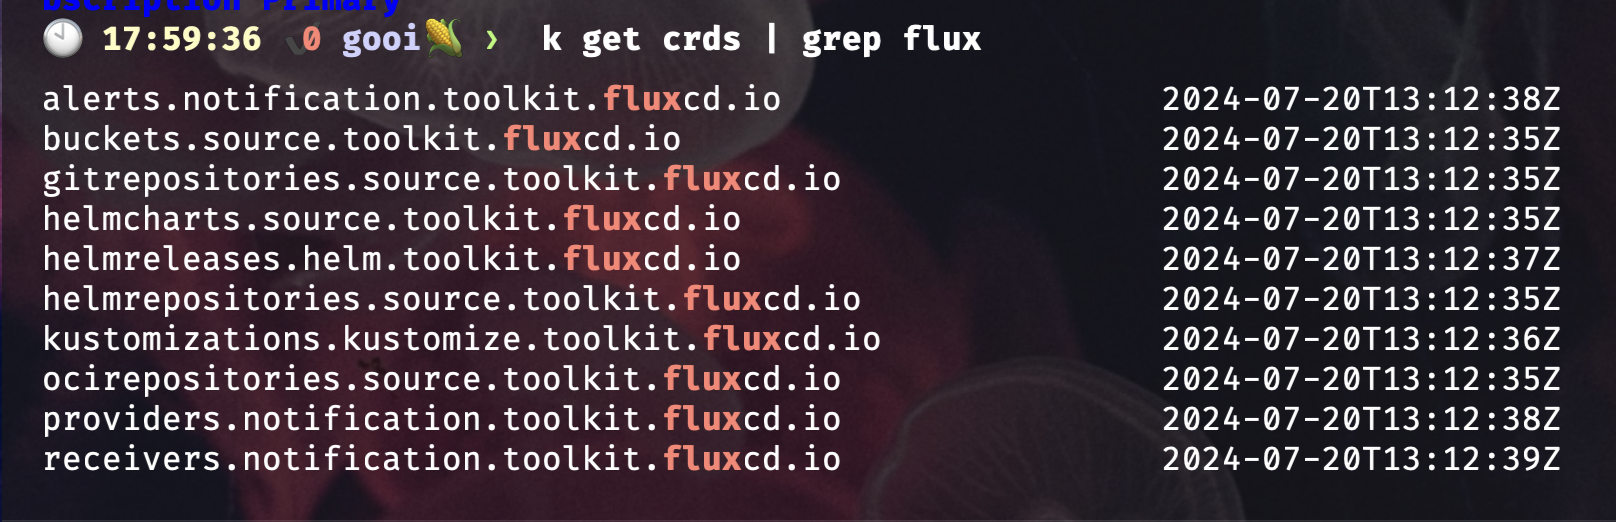 bscription Primary
17:59:36 0 gooi › k get crds | grep flux
alerts.notification.toolkit.fluxcd.io 2024-07-20T13:12:38Z
buckets.source.toolkit.fluxcd.io 2024-07-20T13:12:35Z
gitrepositories.source.toolkit.fluxcd.io 2024-07-20T13:12:35Z
helmcharts.source.toolkit.fluxcd.io 2024-07-20T13:12:35Z
helmreleases.helm.toolkit.fluxcd.io 2024-07-20T13:12:37Z
helmrepositories.source.toolkit.fluxcd.io 2024-07-20T13:12:35Z
kustomizations.kustomize.toolkit.fluxcd.io 2024-07-20T13:12:36Z
ocirepositories.source.toolkit.fluxcd.io 2024-07-20T13:12:35Z
providers.notification.toolkit.fluxcd.io 2024-07-20T13:12:38Z
receivers.notification.toolkit.fluxcd.io 2024-07-20T13:12:39Z